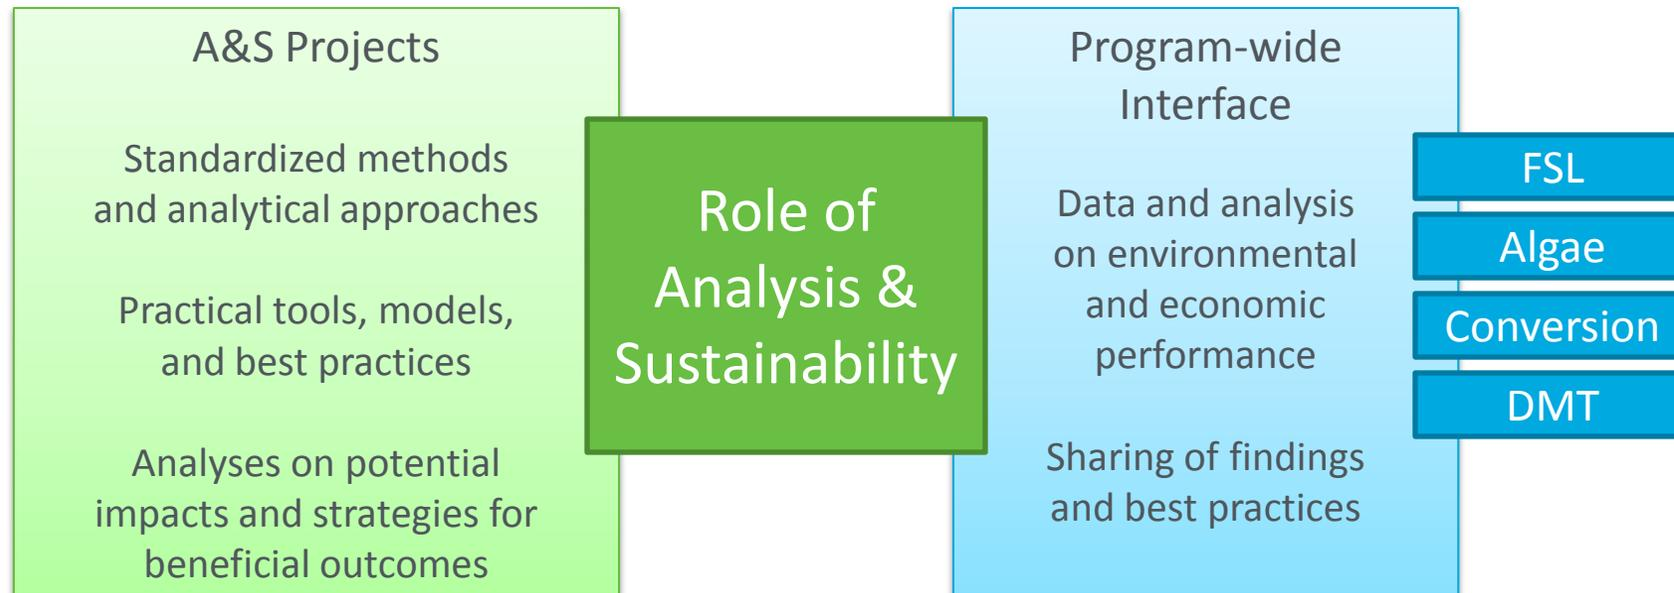 A&S Projects
Standardized methods
and analytical approaches
Practical tools, models,
and best practices
Analyses on potential
impacts and strategies for
beneficial outcomes
Role of
Analysis &
Sustainability
Program-wide
Interface
Data and analysis
on environmental
and economic
performance
Sharing of findings
and best practices
FSL
Algae
Conversion
DMT